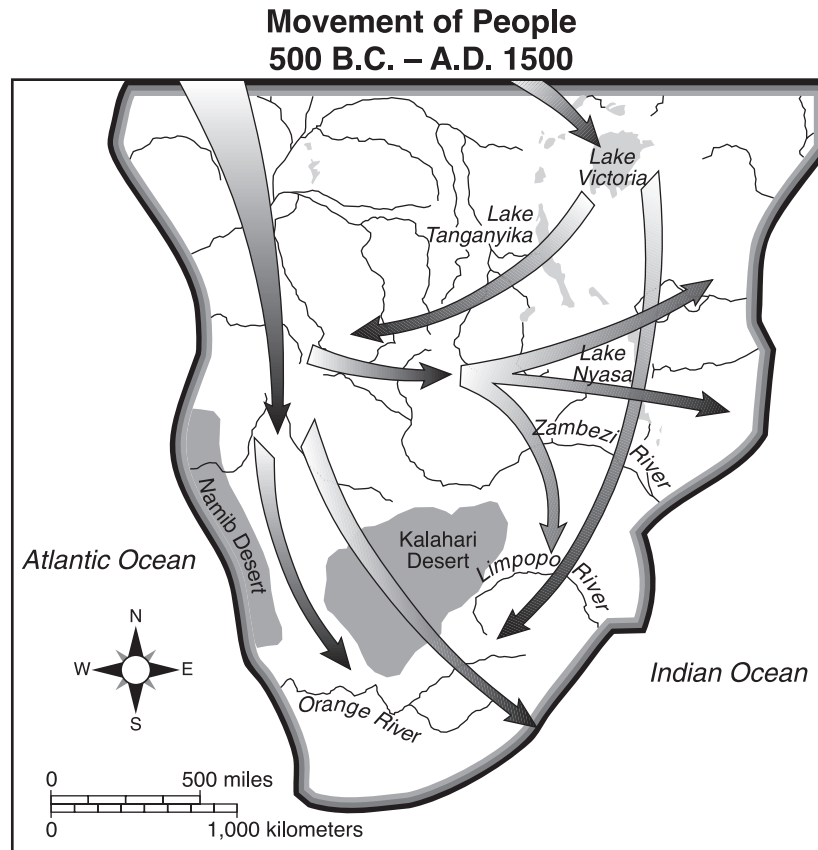 Movement of People
500 B.C. – A.D. 1500
Lake
Victoria
Lake
Tanganyika
Lake
Nyasa
Zambezi River
Namib Desert
Kalahari
Desert
Limpopo River
Atlantic Ocean
Indian Ocean
Orange River
N
W E
S
0 500 miles
0 1,000 kilometers